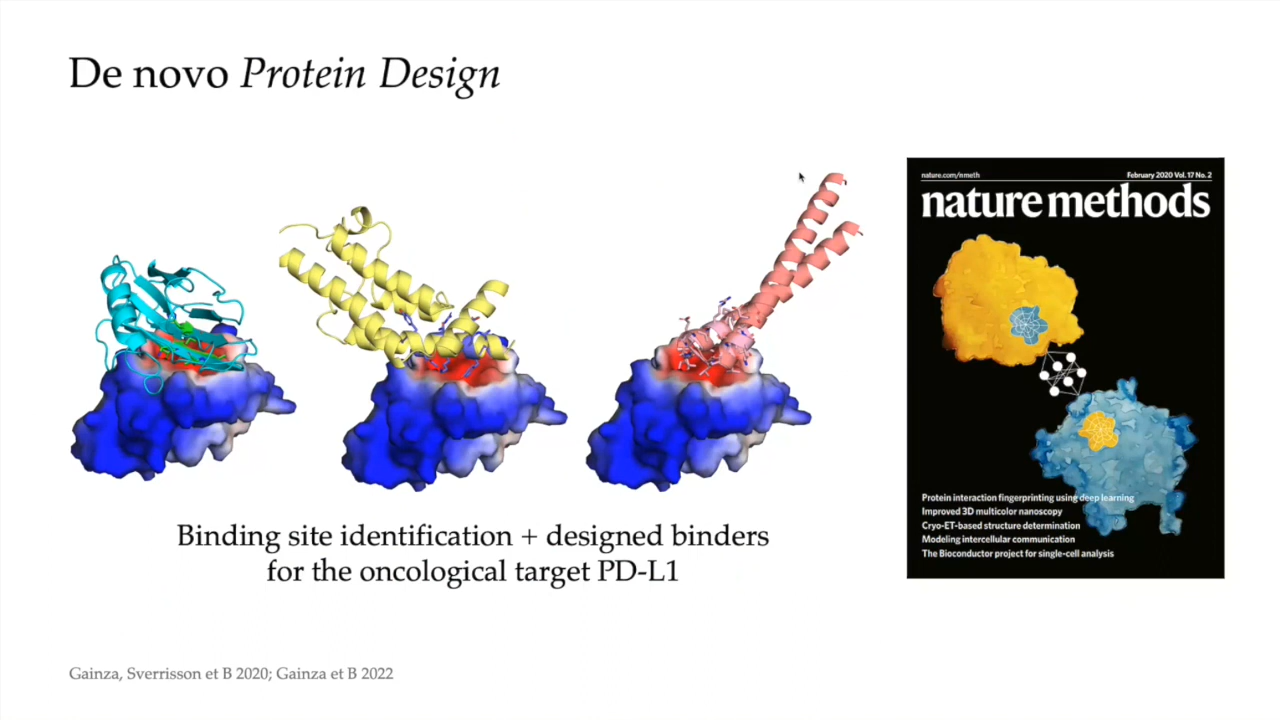 De novo Protein Design
nature.com/nmeth
February 2020 Vol. 17 No. 2
nature methods
Protein interaction fingerprinting using deep learning
Improved 3D multicolor nanoscopy
Cryo-ET-based structure determination
Modeling intercellular communication
The Bioconductor project for single-cell analysis
Binding site identification + designed binders
for the oncological target PD-L1
Gainza, Sverrisson et B 2020; Gainza et B 2022